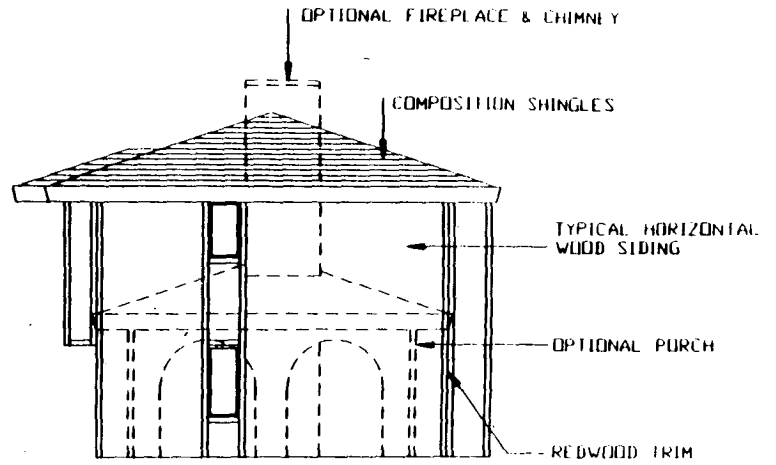 OPTIONAL FIREPLACE & CHIMNEY
COMPOSITION SHINGLES
TYPICAL HORIZONTAL
WOOD SIDING
OPTIONAL PORCH
REDWOOD TRIM